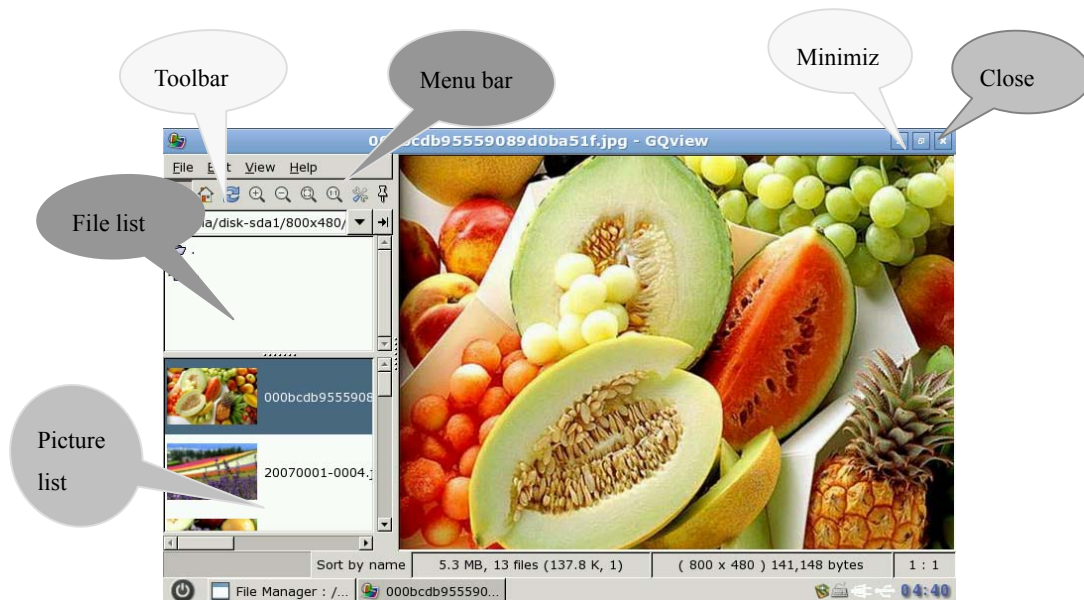 Minimiz
Toolbar
Menu bar
Close
cdb95559089d0ba51f.jpg - GQview
File
View
Help
File list
/disk-sda1/800x480/
.
000bcdb9555908
20070001-0004.j
Picture
list
Sort by name
5.3 MB, 13 files (137.8 K, 1)
( 800 x 480 ) 141,148 bytes
1 : 1
File Manager : /...
000bcdb955590...
04:40